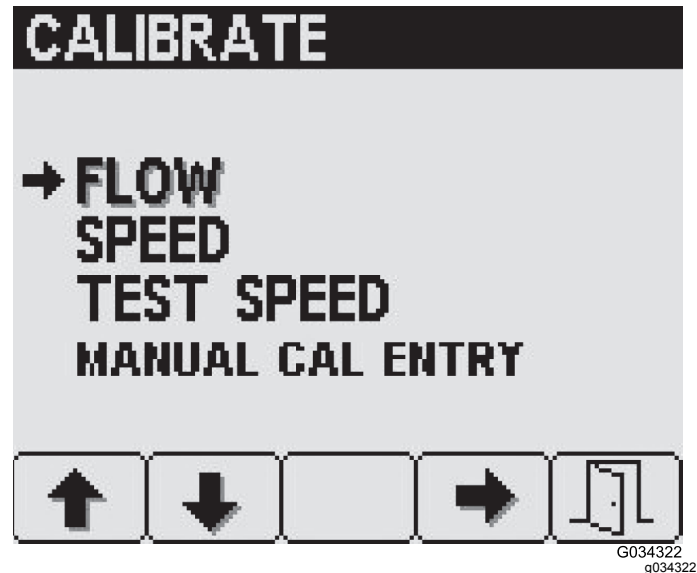 CALIBRATE
FLOW
SPEED
TEST SPEED
MANUAL CAL ENTRY
G034322
g034322